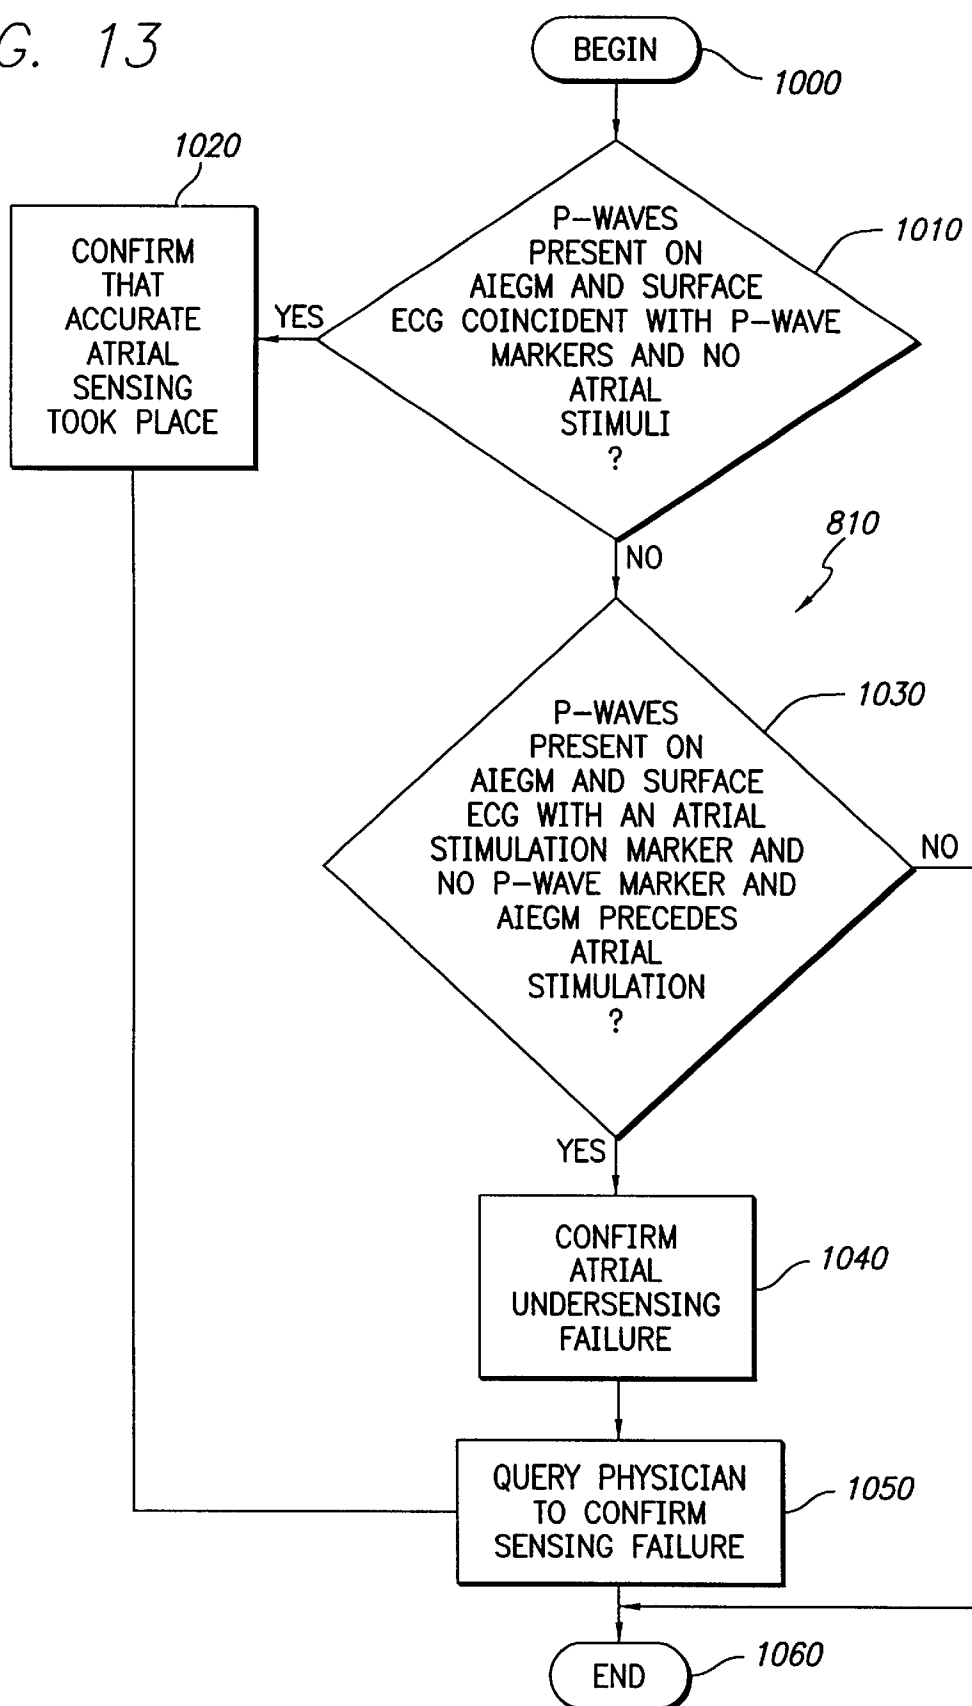 G. 13
BEGIN
1000
1020
P-WAVES
PRESENT ON
AIEGM AND SURFACE
ECG COINCIDENT WITH P-WAVE
MARKERS AND NO
ATRIAL
STIMULI
?
1010
CONFIRM
THAT
ACCURATE
ATRIAL
SENSING
TOOK PLACE
YES
NO
810
P-WAVES
PRESENT ON
AIEGM AND SURFACE
ECG WITH AN ATRIAL
STIMULATION MARKER AND
NO P-WAVE MARKER AND
AIEGM PRECEDES
ATRIAL
STIMULATION
?
1030
NO
YES
CONFIRM
ATRIAL
UNDERSENSING
FAILURE
1040
QUERY PHYSICIAN
TO CONFIRM
SENSING FAILURE
1050
END
1060